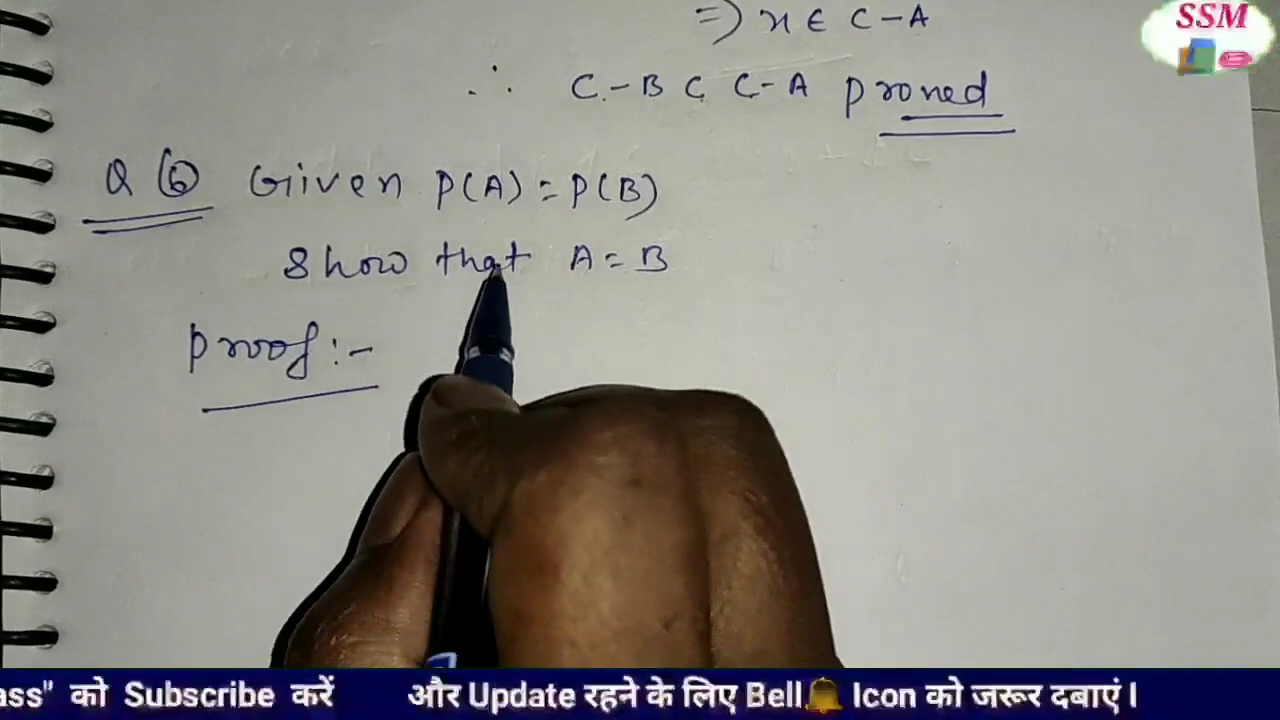 ⇒ x ∈ C - A
SSM
∴ C - B ⊂ C - A proved
Q ⑥ Given P(A) = P(B)
Show that A = B
Proof :-
ass" को Subscribe करें और Update रहने के लिए Bell🔔 Icon को जरूर दबाएं l